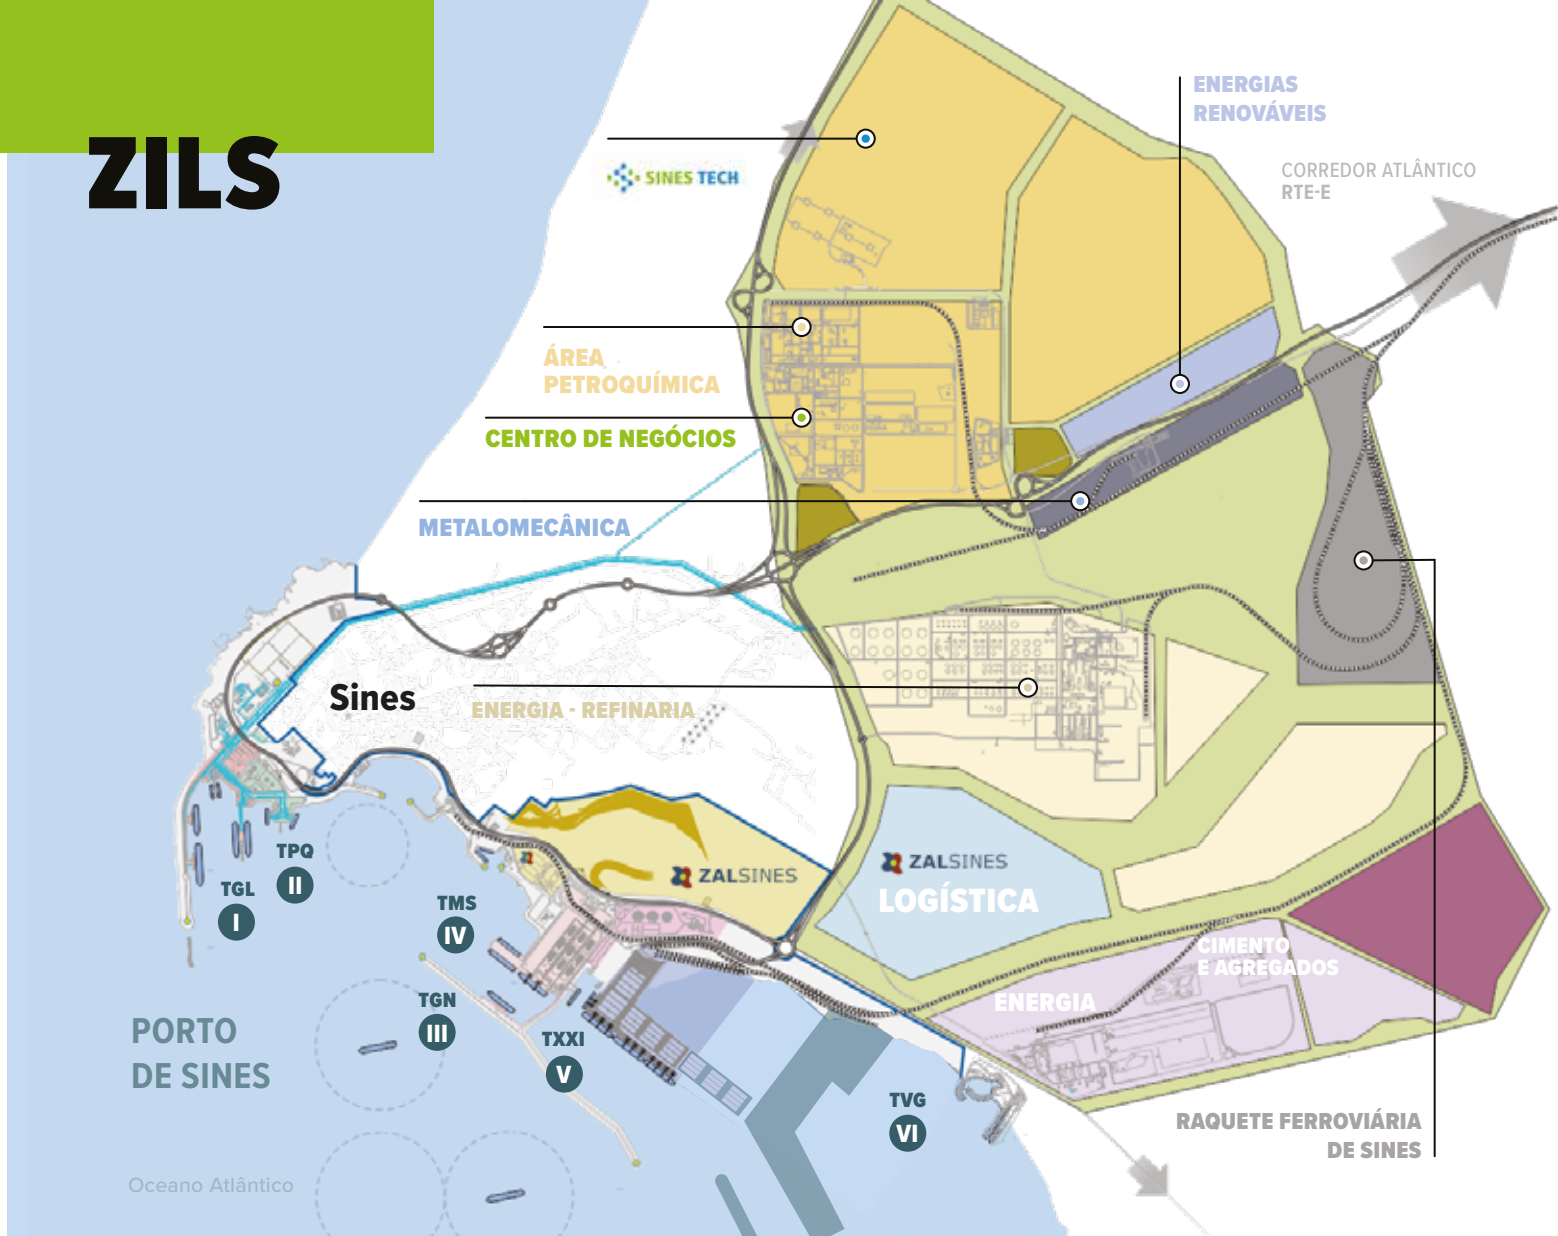 ZILS
SINES TECH
ENERGIAS
RENOVÁVEIS
CORREDOR ATLÂNTICO
RTE-E
ÁREA
PETROQUÍMICA
CENTRO DE NEGÓCIOS
METALOMECÂNICA
Sines
ENERGIA - REFINARIA
ZALSINES
ZALSINES
LOGÍSTICA
TPQ
II
TGL
I
TMS
IV
TGN
III
TXXI
V
TVG
VI
CIMENTO
E AGREGADOS
ENERGIA
PORTO
DE SINES
RAQUETE FERROVIÁRIA
DE SINES
Oceano Atlântico